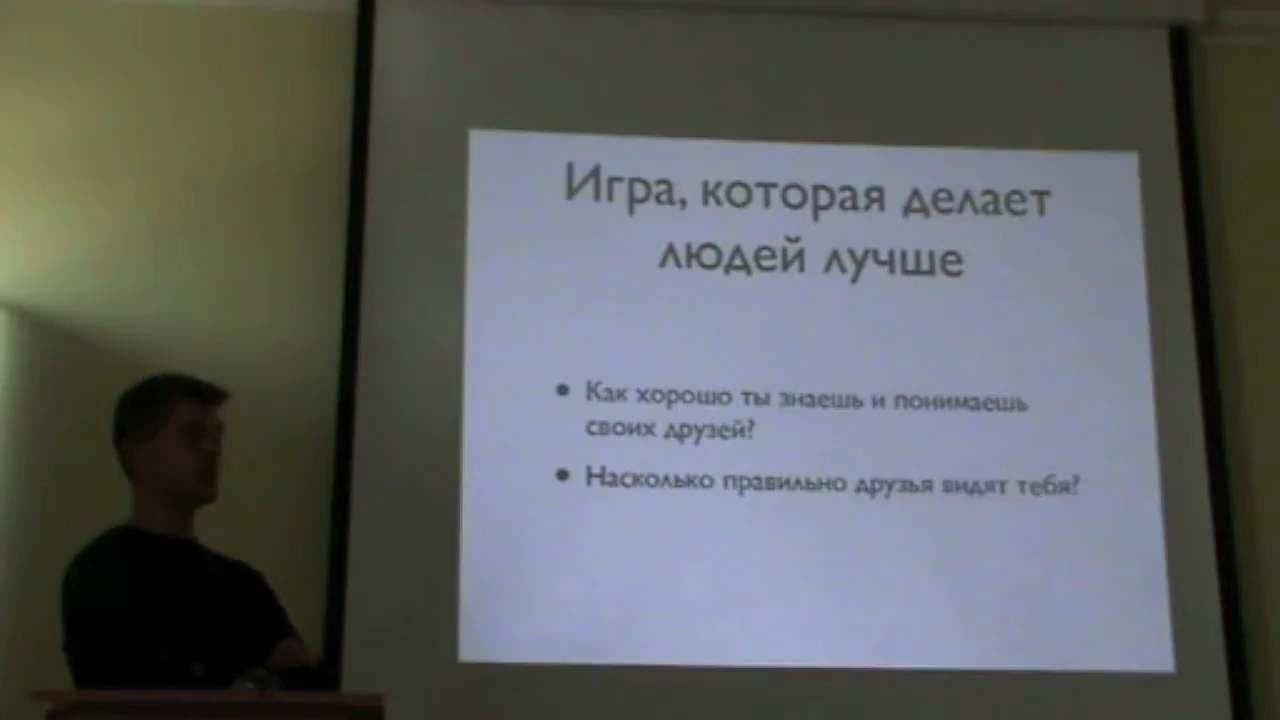 Игра, которая делает
людей лучше
• Как хорошо ты знаешь и понимаешь
своих друзей?
• Насколько правильно друзья видят тебя?